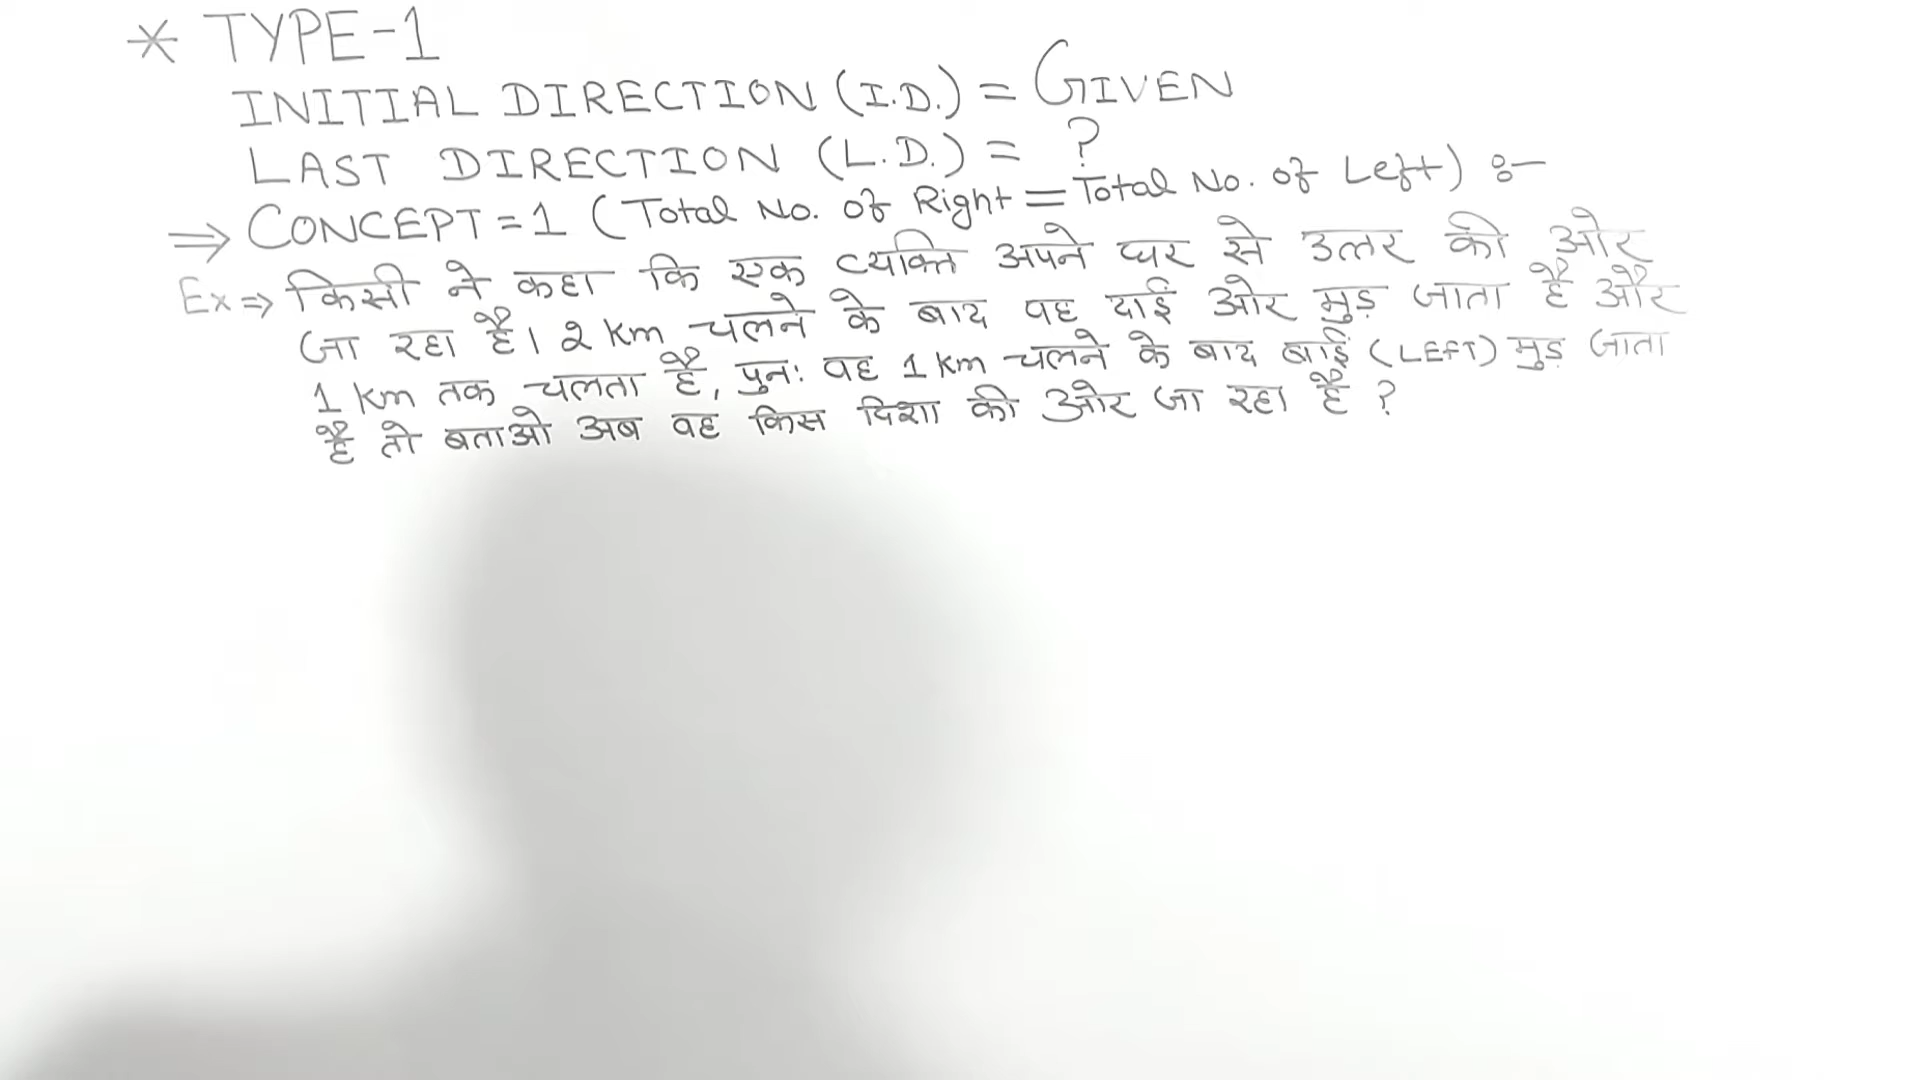 * TYPE-1
INITIAL DIRECTION (I.D.) = GIVEN
LAST DIRECTION (L.D.) = ?
⇒ CONCEPT = 1 (Total No. of Right = Total No. of Left) :-
Ex ⇒ किसी ने कहा कि एक व्यक्ति अपने घर से उत्तर की ओर
जा रहा है। 2 km चलने के बाद वह दाईं ओर मुड़ जाता है और
1 km तक चलता है, पुनः वह 1 km चलने के बाद बाईं (LEFT) मुड़ जाता
है तो बताओ अब वह किस दिशा की ओर जा रहा है ?